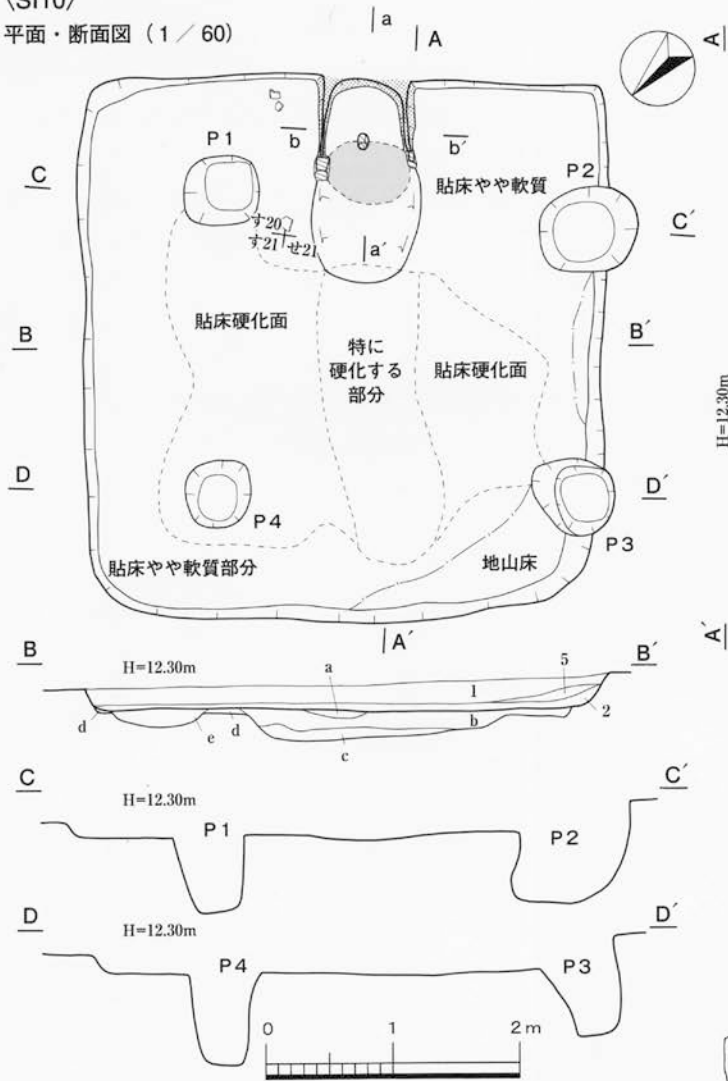 〈SI10〉
平面・断面図（1／60）
a
A
A
b
b′
P1
P2
C
C′
貼床やや軟質
す20
す21 せ21
a′
貼床硬化面
特に
硬化する
部分
貼床硬化面
B
B′
H=12.30m
D
D′
P4
P3
貼床やや軟質部分
地山床
A′
A′
B
H=12.30m
a
5
B′
1
2
d
e
d
b
c
C
H=12.30m
C′
P1
P2
D
H=12.30m
D′
P4
P3
0 1 2m